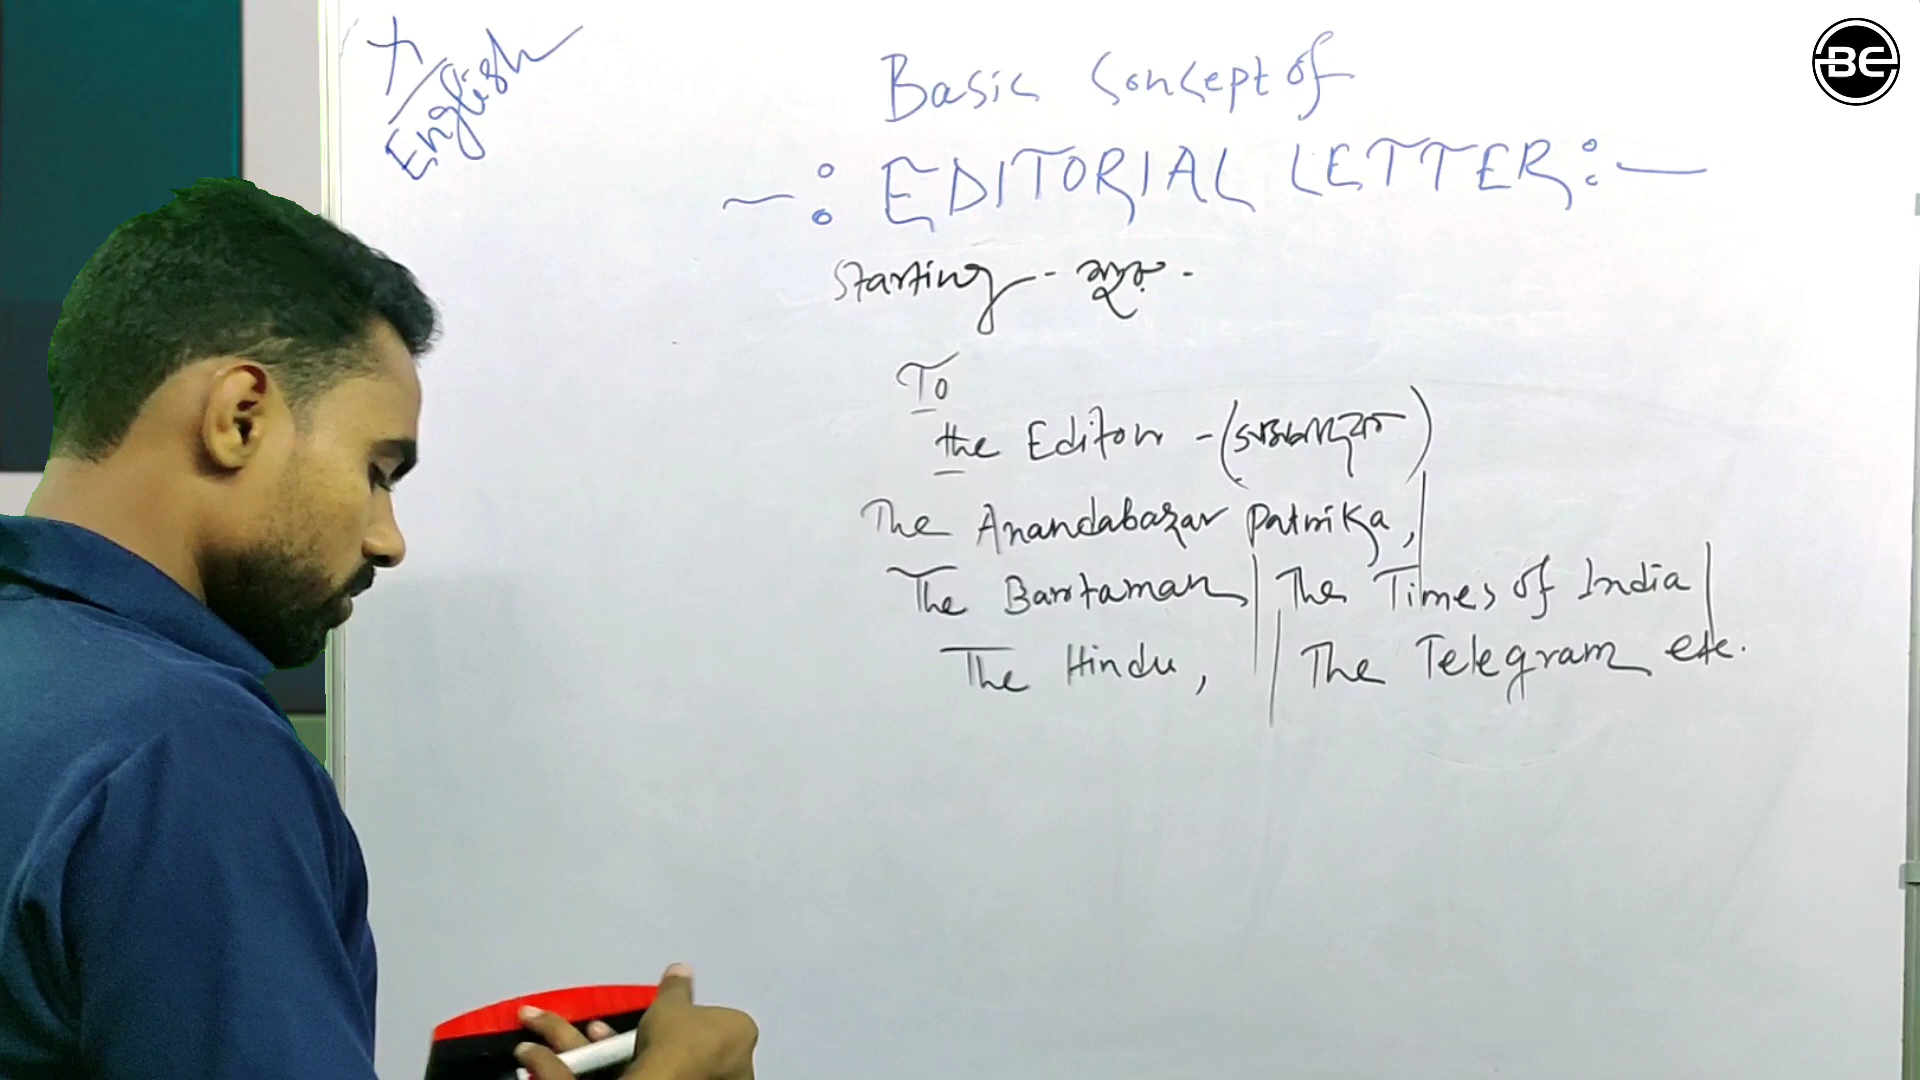 English
Basic Concept of
—: EDITORIAL LETTER :—
Starting - শুরু -
To
the Editor - (সম্পাদক)
The Anandabazar Patrika,
The Bartaman, The Times of India
The Hindu, The Telegram etc.
BE